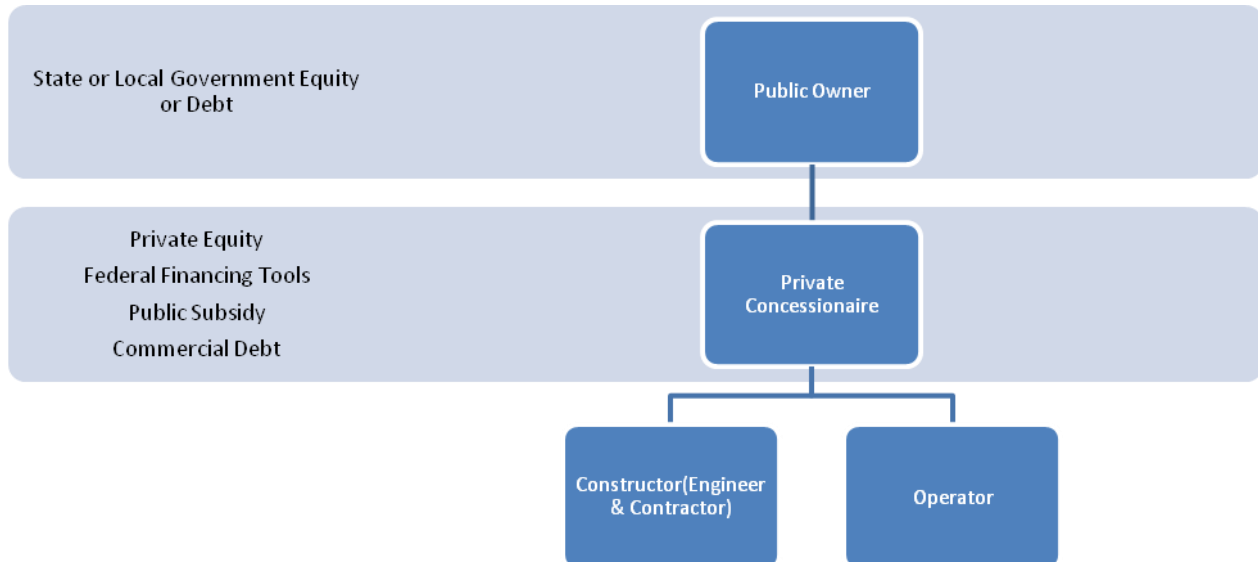 State or Local Government Equity
or Debt
Public Owner
Private Equity
Federal Financing Tools
Public Subsidy
Commercial Debt
Private
Concessionaire
Constructor(Engineer
& Contractor)
Operator